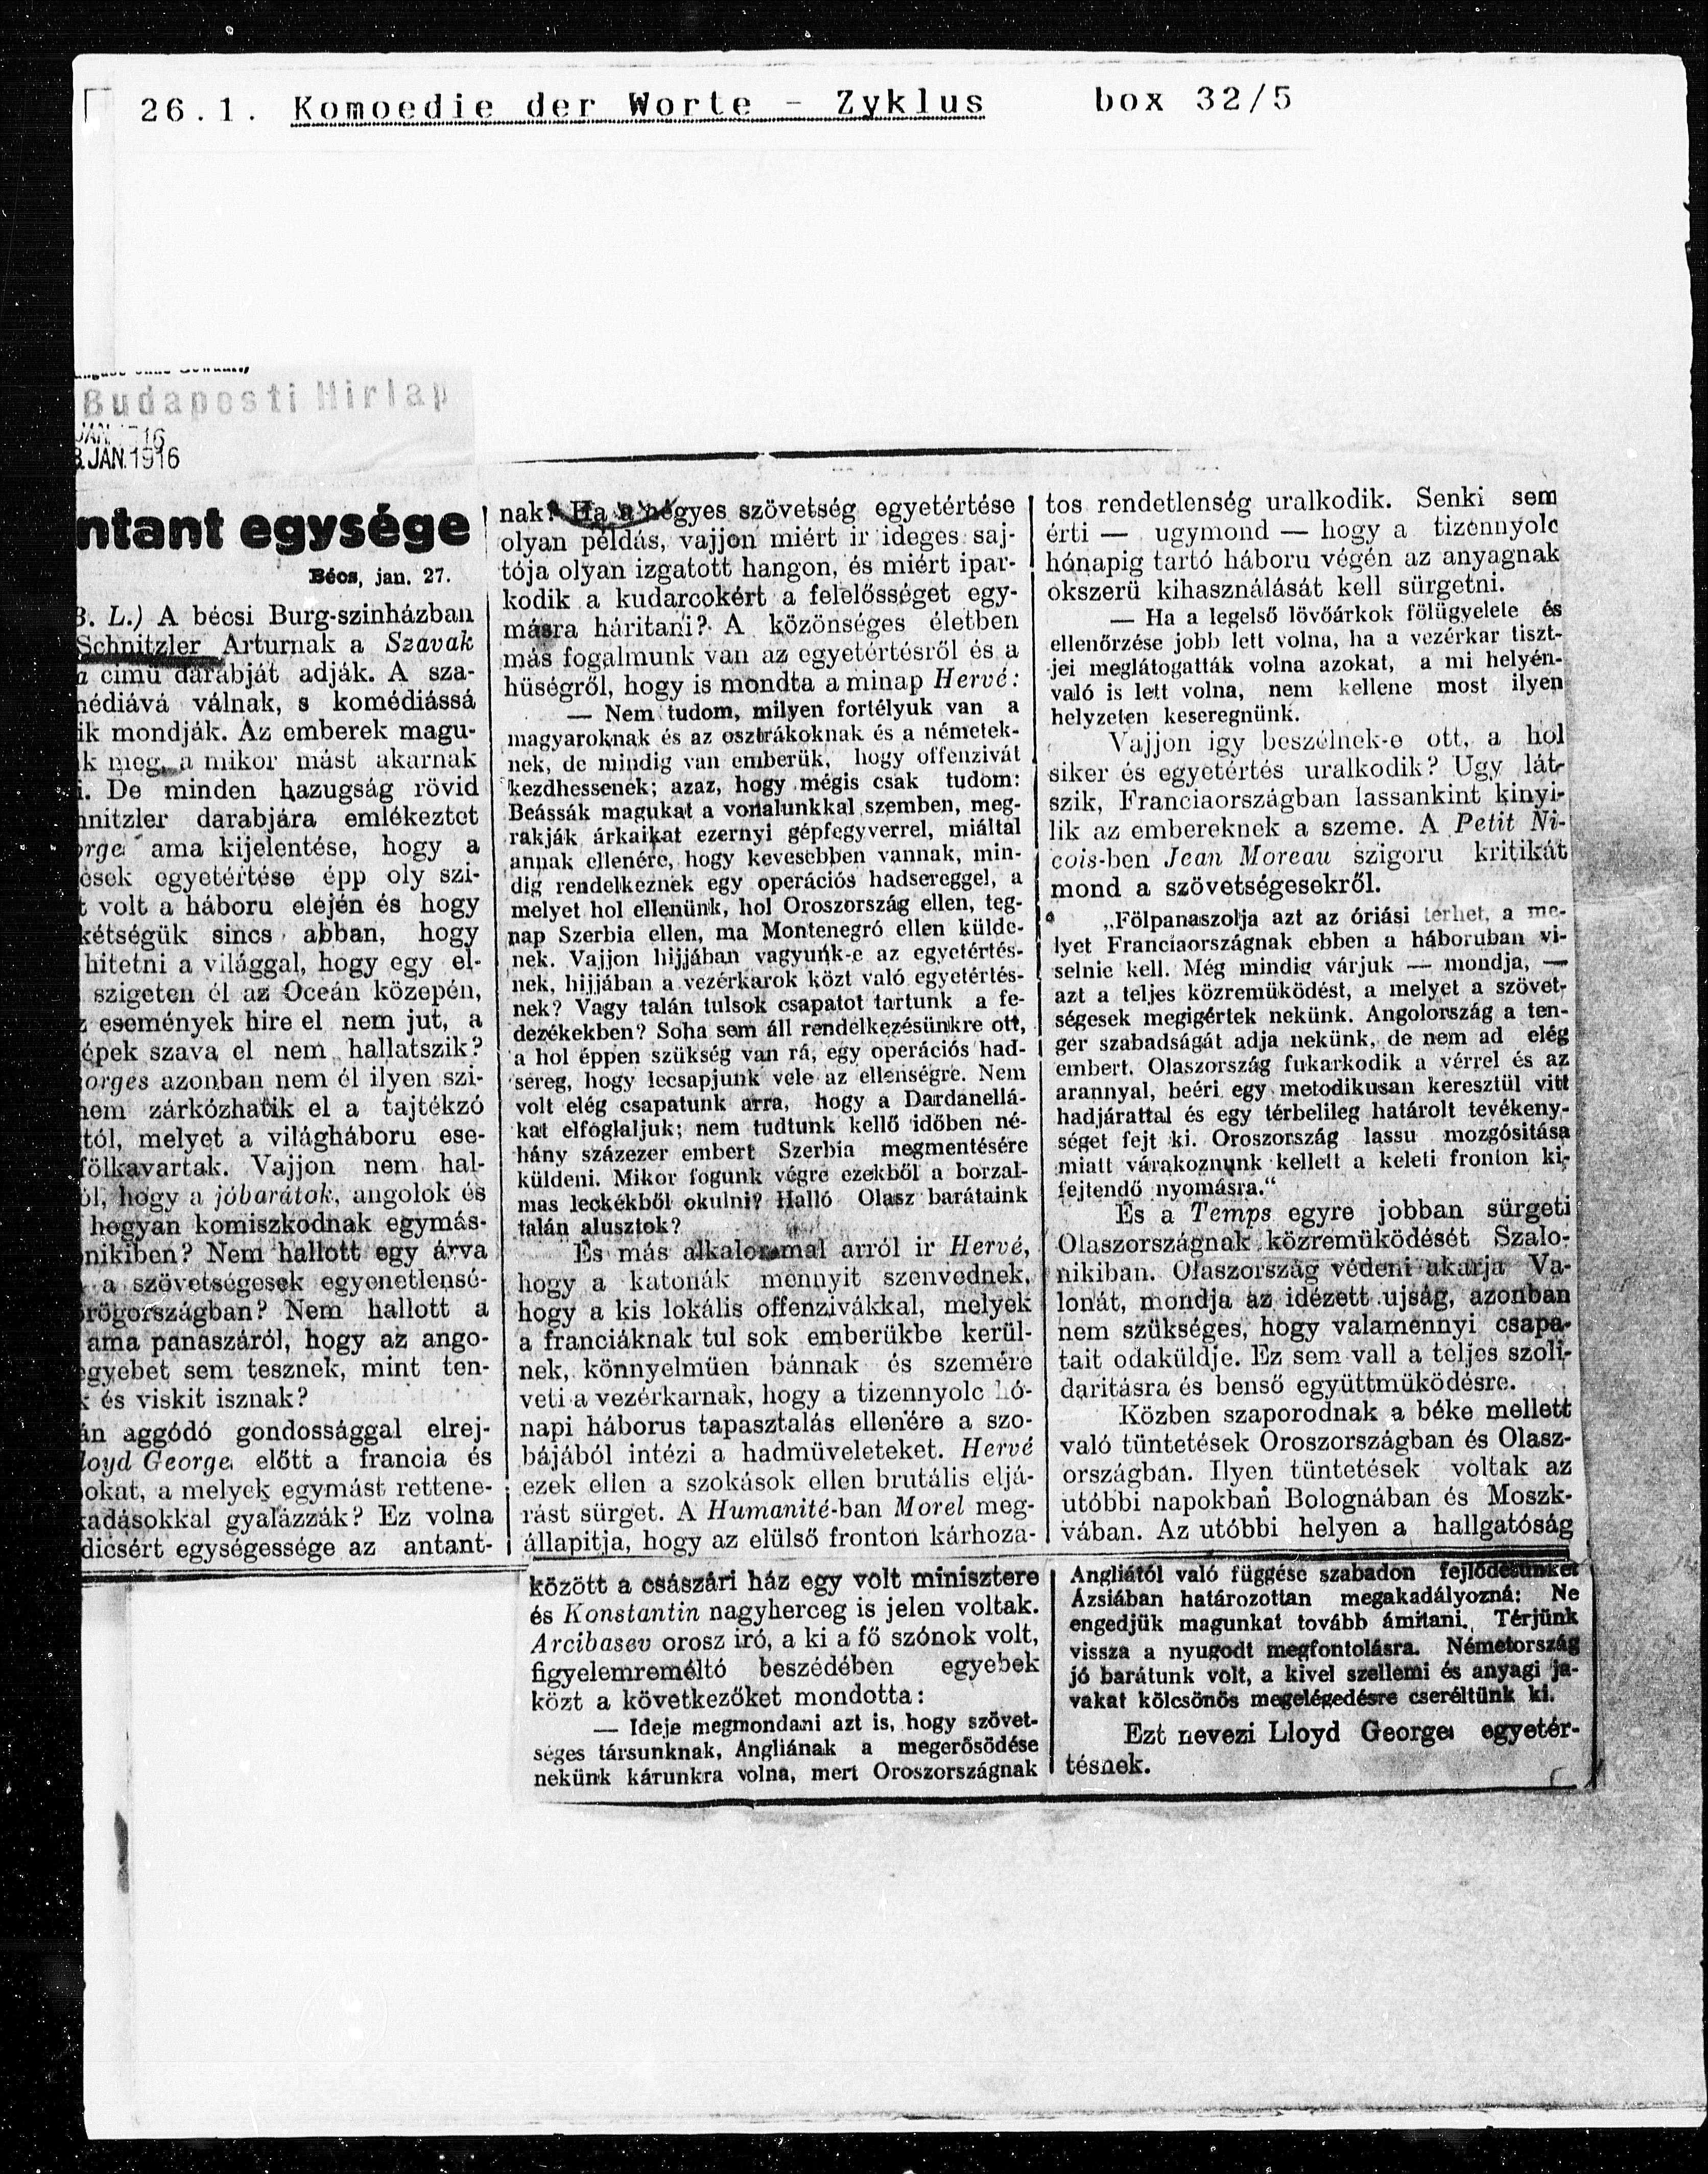 26.1. Komoedie der Worte - Zyklus box 32/5
Budapesti Hirlap
JAN. 1916
ntant egysége
Bécs, jan. 27.
B. L.) A bécsi Burg-szinházban
Schnitzler Arturnak a Szavak
a cimü darabját adják. A sza-
médiává válnak, s komédiássá
ik mondják. Az emberek magu-
k meg, a mikor mást akarnak
i. De minden hazugság rövid
hnitzler darabjára emlékeztet
orge ama kijelentése, hogy a
ések egyetértése épp oly szi-
t volt a háboru elején és hogy
kétségük sincs abban, hogy
hitetni a világgal, hogy egy el-
szigeten él az Oceán közepén,
z események hire el nem jut, a
épek szava el nem hallatszik?
orges azonban nem él ilyen szi-
nem zárkózhatik el a tajtékzó
tól, melyet a világháboru ese-
fölkavartak. Vajjon nem hal-
ól, hogy a jóbarátok, angolok és
hogyan komiszkodnak egymás-
onikiben? Nem hallott egy árva
a szövetségesek egyenetlensé-
örögországban? Nem hallott a
ama panaszáról, hogy az ango-
egyebet sem tesznek, mint ten-
k és viskit isznak?
án aggódó gondossággal elrej-
loyd George előtt a francia és
okat, a melyek egymást rettene-
kadásokkal gyalázzák? Ez volna
dicsért egységessége az antant-
nak? Ha a négyes szövetség egyetértése
olyan példás, vajjon miért ir ideges saj-
tója olyan izgatott hangon, és miért ipar-
kodik a kudarcokért a felelősséget egy-
másra háritani? A közönséges életben
más fogalmunk van az egyetértésről és a
hüségről, hogy is mondta a minap Hervé:
— Nem tudom, milyen fortélyuk van a
magyaroknak és az osztrákoknak és a németek-
nek, de mindig van emberük, hogy offenzivát
kezdhessenek; azaz, hogy mégis csak tudom:
Beássák magukat a vonalunkkal szemben, meg-
rakják árkaikat ezernyi gépfegyverrel, miáltal
annak ellenére, hogy kevesebben vannak, min-
dig rendelkeznek egy operációs hadsereggel, a
melyet hol ellenünk, hol Oroszország ellen, teg-
nap Szerbia ellen, ma Montenegró ellen külde-
nek. Vajjon hijjában vagyunk-e az egyetértés-
nek, hijjában a vezérkarok közt való egyetértés-
nek? Vagy talán tulsok csapatot tartunk a fe-
dezékekben? Soha sem áll rendelkezésünkre ott,
a hol éppen szükség van rá, egy operációs had-
sereg, hogy lecsapjunk vele az ellenségre. Nem
volt elég csapatunk arra, hogy a Dardanellá-
kat elfoglaljuk; nem tudtunk kellő időben né-
hány százezer embert Szerbia megmentésére
küldeni. Mikor fogunk végre ezekből a borzal-
mas leckékből okulni? Halló Olasz barátaink
talán alusztok?
És más alkalommal arról ir Hervé,
hogy a katonák mennyit szenvednek,
hogy a kis lokális offenzivákkal, melyek
a franciáknak tul sok emberükbe kerül-
nek, könnyelmüen bánnak és szemére
veti a vezérkarnak, hogy a tizennyolc hó-
napi háborus tapasztalás ellenére a szo-
bájából intézi a hadmüveleteket. Hervé
ezek ellen a szokások ellen brutális eljá-
rást sürget. A Humanité-ban Morel meg-
állapitja, hogy az elülső fronton kárhoza-
tos rendetlenség uralkodik. Senki sem
érti — ugymond — hogy a tizennyolc
hónapig tartó háboru végén az anyagnak
okszerü kihasználását kell sürgetni.
— Ha a legelső lövőárkok fölügyelete és
ellenőrzése jobb lett volna, ha a vezérkar tiszt-
jei meglátogatták volna azokat, a mi helyén-
való is lett volna, nem kellene most ilyen
helyzeten keseregnünk.
Vajjon igy beszélnek-e ott, a hol
siker és egyetértés uralkodik? Ugy lát-
szik, Franciaországban lassankint kinyi-
lik az embereknek a szeme. A Petit Ni-
cois-ben Jean Moreau szigoru kritikát
mond a szövetségesekről.
„Fölpanaszolja azt az óriási terhet, a me-
lyet Franciaországnak ebben a háboruban vi-
selnie kell. Még mindig várjuk — mondja, —
azt a teljes közremüködést, a melyet a szövet-
ségesek megigértek nekünk. Angolország a ten-
ger szabadságát adja nekünk, de nem ad elég
embert. Olaszország fukarkodik a vérrel és az
arannyal, beéri egy metodikusan keresztül vitt
hadjárattal és egy térbelileg határolt tevékeny-
séget fejt ki. Oroszország lassu mozgósitása
miatt várakoznunk kellett a keleti fronton ki-
fejtendő nyomásra.“
És a Temps egyre jobban sürgeti
Olaszországnak közremüködését Szalo-
nikiban. Olaszország védeni akarja Va-
lonát, mondja az idézett ujság, azonban
nem szükséges, hogy valamennyi csapa-
tait odaküldje. Ez sem vall a teljes szoli-
daritásra és benső együttmüködésre.
Közben szaporodnak a béke mellett
való tüntetések Oroszországban és Olasz-
országban. Ilyen tüntetések voltak az
utóbbi napokban Bolognában és Moszk-
vában. Az utóbbi helyen a hallgatóság
között a császári ház egy volt minisztere
és Konstantin nagyherceg is jelen voltak.
Arcibasev orosz iró, a ki a fő szónok volt,
figyelemreméltó beszédében egyebek
közt a következőket mondotta:
— Ideje megmondani azt is, hogy szövet-
séges társunknak, Angliának a megerősödése
nekünk kárunkra volna, mert Oroszországnak
Angliától való függése szabadon fejlődésünket
Ázsiában határozottan megakadályozná: Ne
engedjük magunkat tovább ámitani. Térjünk
vissza a nyugodt megfontolásra. Németország
jó barátunk volt, a kivel szellemi és anyagi ja-
vakat kölcsönös megelégedésre cseréltünk ki.
Ezt nevezi Lloyd George egyetér-
tésnek.